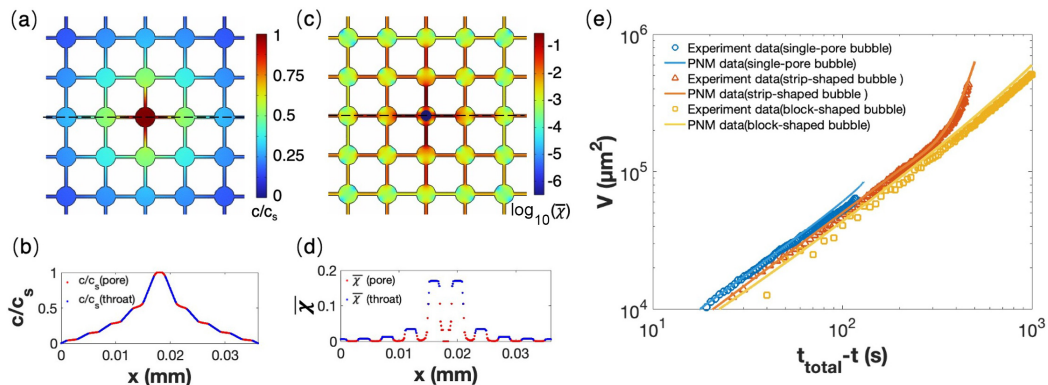 (a)
1
0.75
0.5
0.25
0
c/cs
(b)
c/cs
1
0.5
0
c/cs(pore)
c/cs(throat)
0 0.01 0.02 0.03
x (mm)
(c)
-1
-2
-3
-4
-5
-6
log10(χ̅)
(d)
χ̅
0.2
0.1
0
χ̅ (pore)
χ̅ (throat)
0 0.01 0.02 0.03
x (mm)
(e)
V (μm²)
10⁶
10⁵
10⁴
Experiment data(single-pore bubble)
PNM data(single-pore bubble)
Experiment data(strip-shaped bubble )
PNM data(strip-shaped bubble )
Experiment data(block-shaped bubble)
PNM data(block-shaped bubble)
10¹ 10² 10³
t_total-t (s)